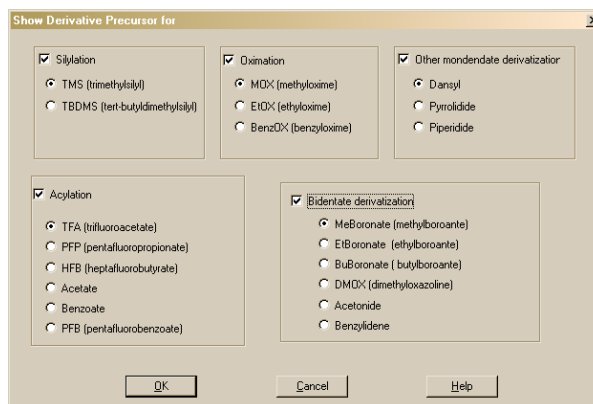 Show Derivative Precursor for
Silylation
TMS (trimethylsilyl)
TBDMS (tert-butyldimethylsilyl)
Oximation
MOX (methyloxime)
EtOX (ethyloxime)
BenzOX (benzyloxime)
Other mondendate derivatization
Dansyl
Pyrrolidide
Piperidide
Acylation
TFA (trifluoroacetate)
PFP (pentafluoropropionate)
HFB (heptafluorobutyrate)
Acetate
Benzoate
PFB (pentafluorobenzoate)
Bidentate derivatization
MeBoronate (methylboroante)
EtBoronate (ethylboroante)
BuBoronate ( butylboroante)
DMOX (dimethyloxazoline)
Acetonide
Benzylidene
OK
Cancel
Help